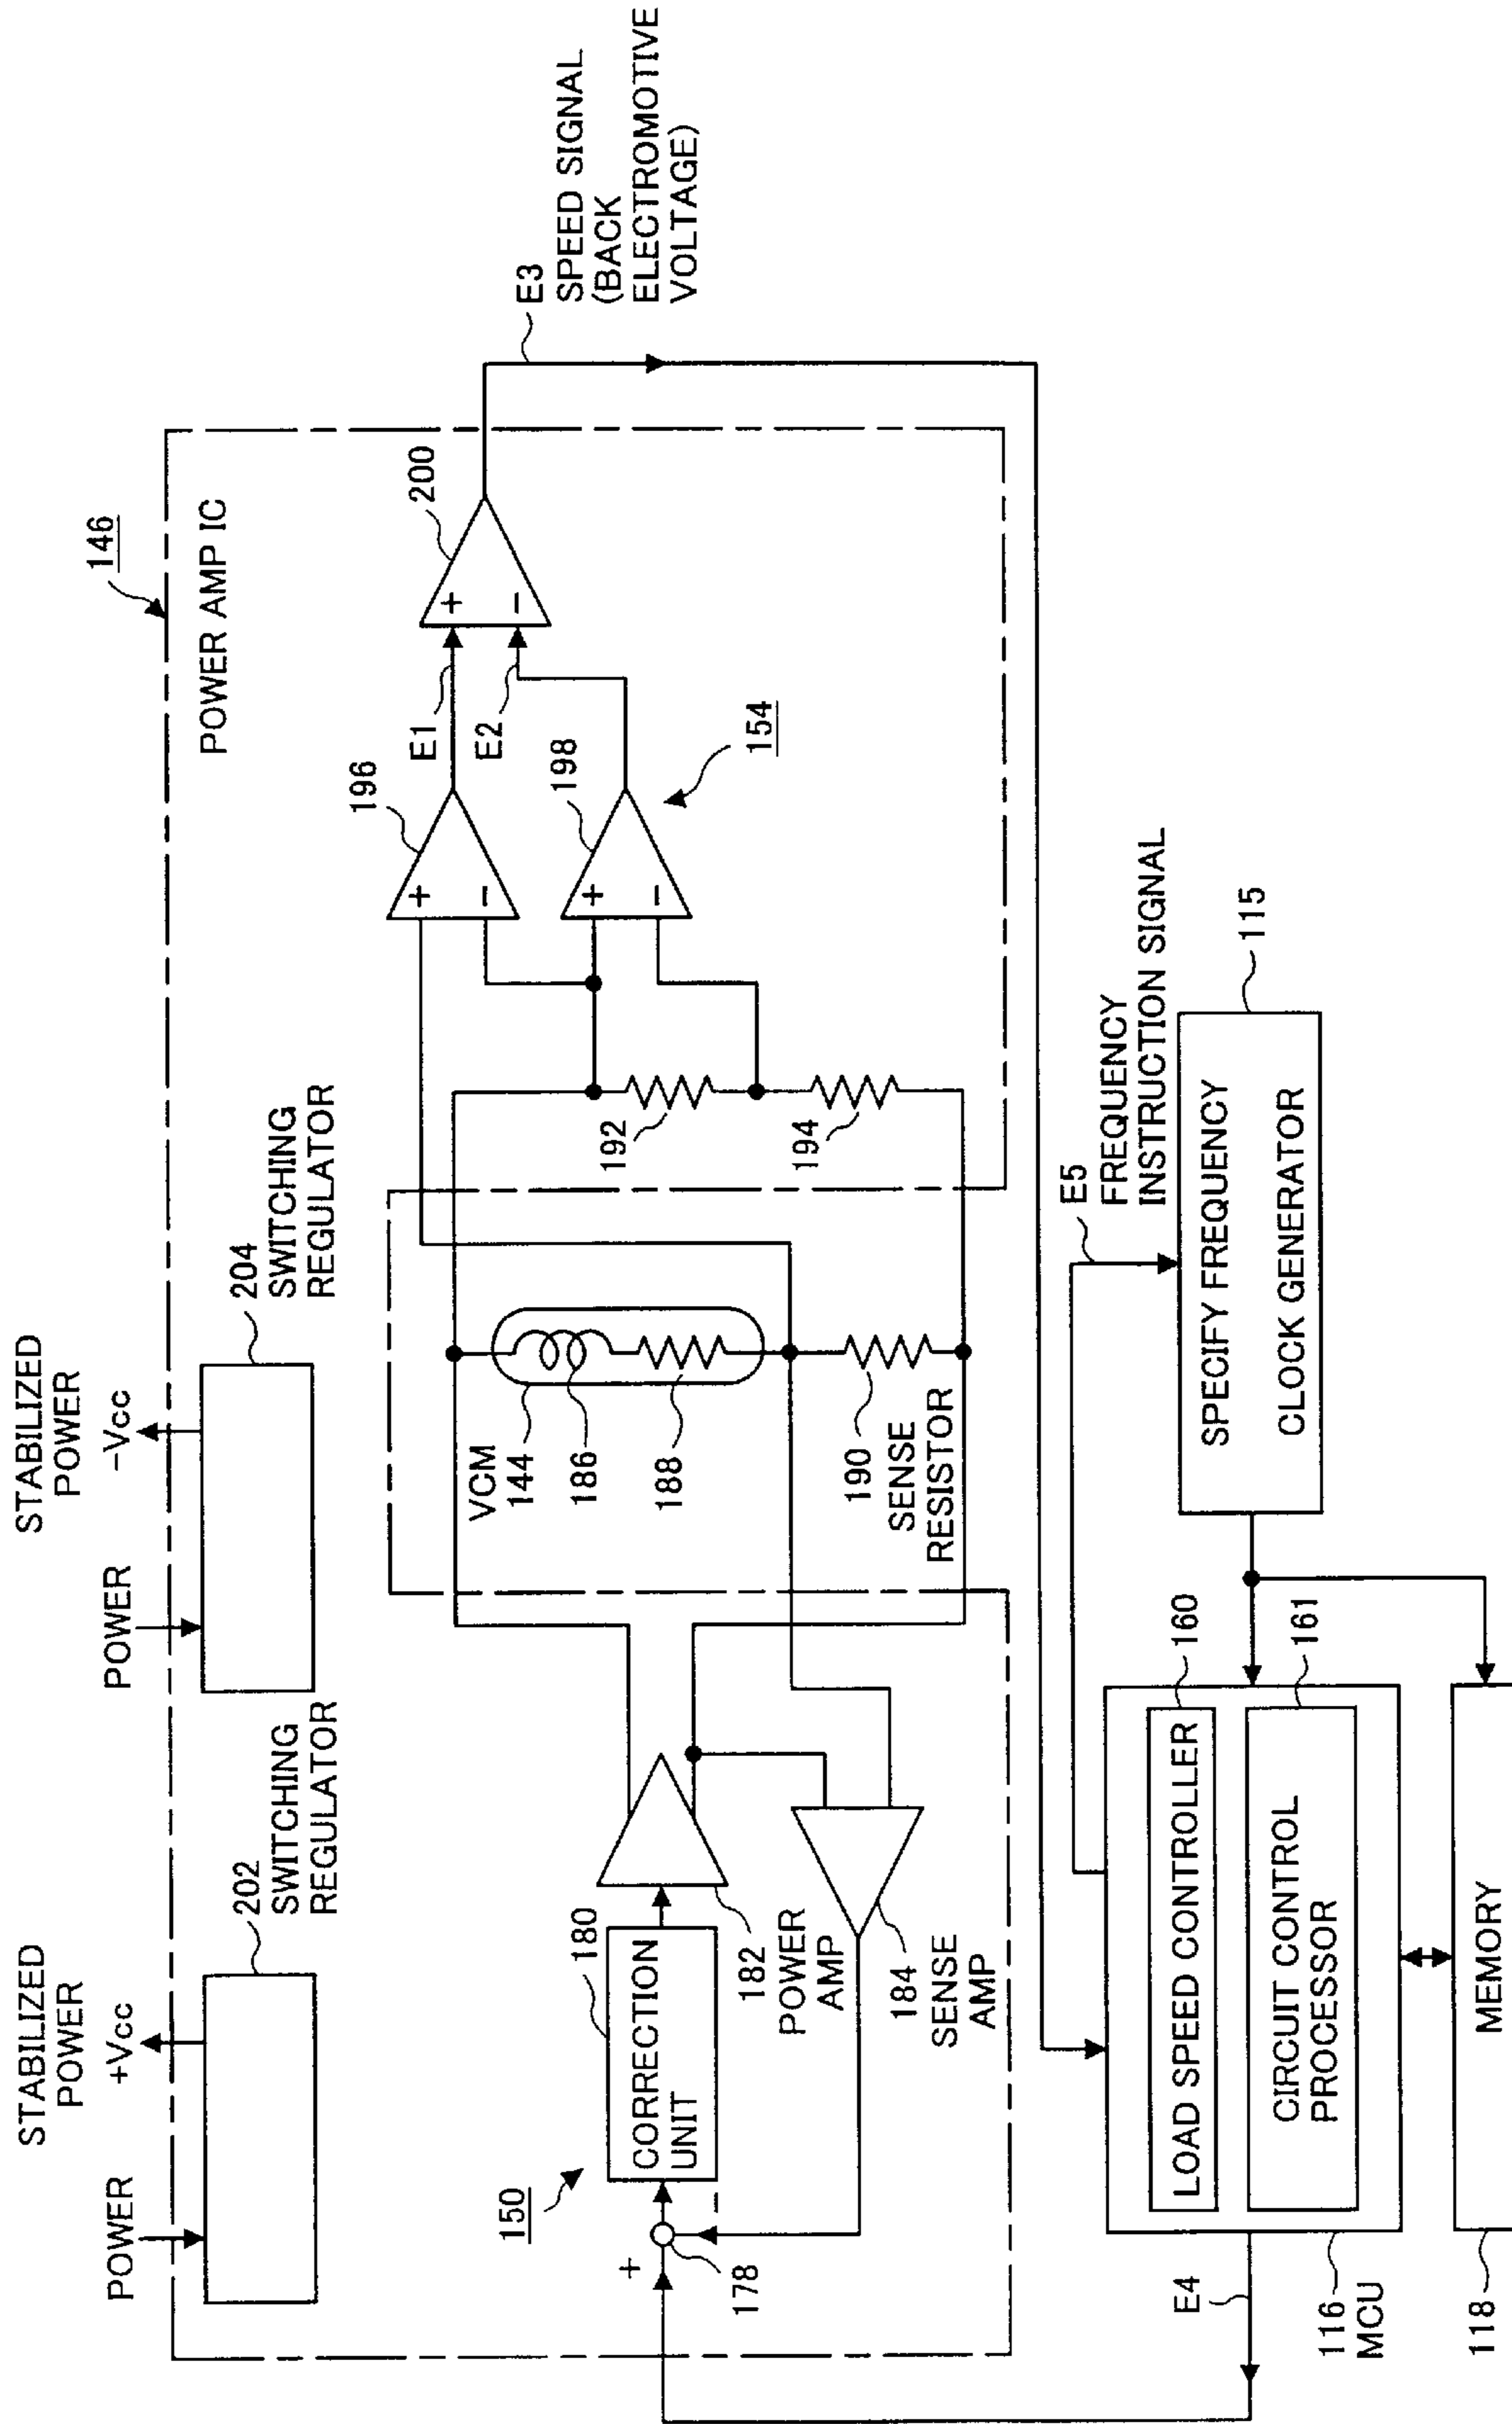 STABILIZED
POWER
+Vcc
POWER
202
SWITCHING
REGULATOR
STABILIZED
POWER
-Vcc
POWER
204
SWITCHING
REGULATOR
146
POWER AMP IC
150
+
−
178
180
CORRECTION
UNIT
182
POWER
AMP
184
SENSE
AMP
VCM
144
186
188
190
SENSE
RESISTOR
192
194
196
+
−
198
+
−
154
E1
E2
200
+
−
E3
SPEED SIGNAL
(BACK
ELECTROMOTIVE
VOLTAGE)
E4
116
MCU
LOAD SPEED CONTROLLER
160
CIRCUIT CONTROL
PROCESSOR
161
118
MEMORY
E5
FREQUENCY
INSTRUCTION SIGNAL
115
SPECIFY FREQUENCY
CLOCK GENERATOR